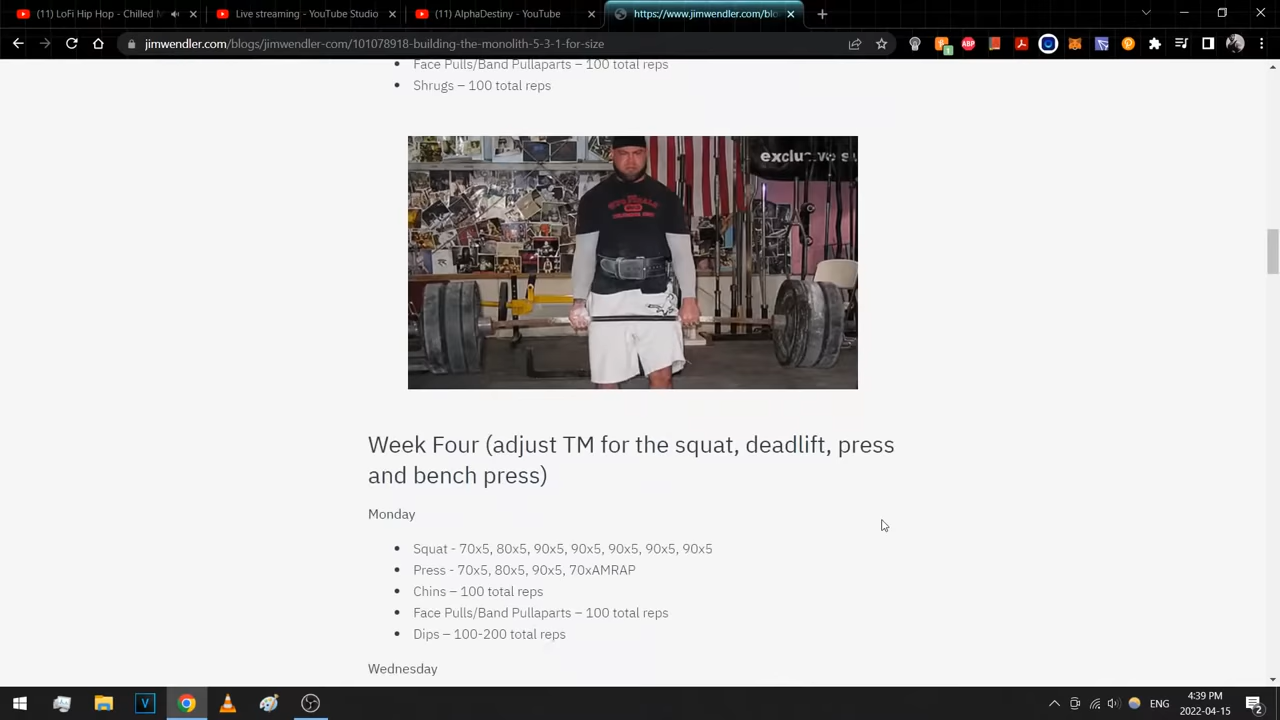 (11) LoFi Hip Hop - Chilled M
Live streaming - YouTube Studio
(11) AlphaDestiny - YouTube
https://www.jimwendler.com/blo
jimwendler.com/blogs/jimwendler-com/101078918-building-the-monolith-5-3-1-for-size
Face Pulls/Band Pullaparts – 100 total reps
Shrugs – 100 total reps
Week Four (adjust TM for the squat, deadlift, press
and bench press)
Monday
Squat - 70x5, 80x5, 90x5, 90x5, 90x5, 90x5, 90x5
Press - 70x5, 80x5, 90x5, 70xAMRAP
Chins – 100 total reps
Face Pulls/Band Pullaparts – 100 total reps
Dips – 100-200 total reps
Wednesday
ENG
4:39 PM
2022-04-15
2